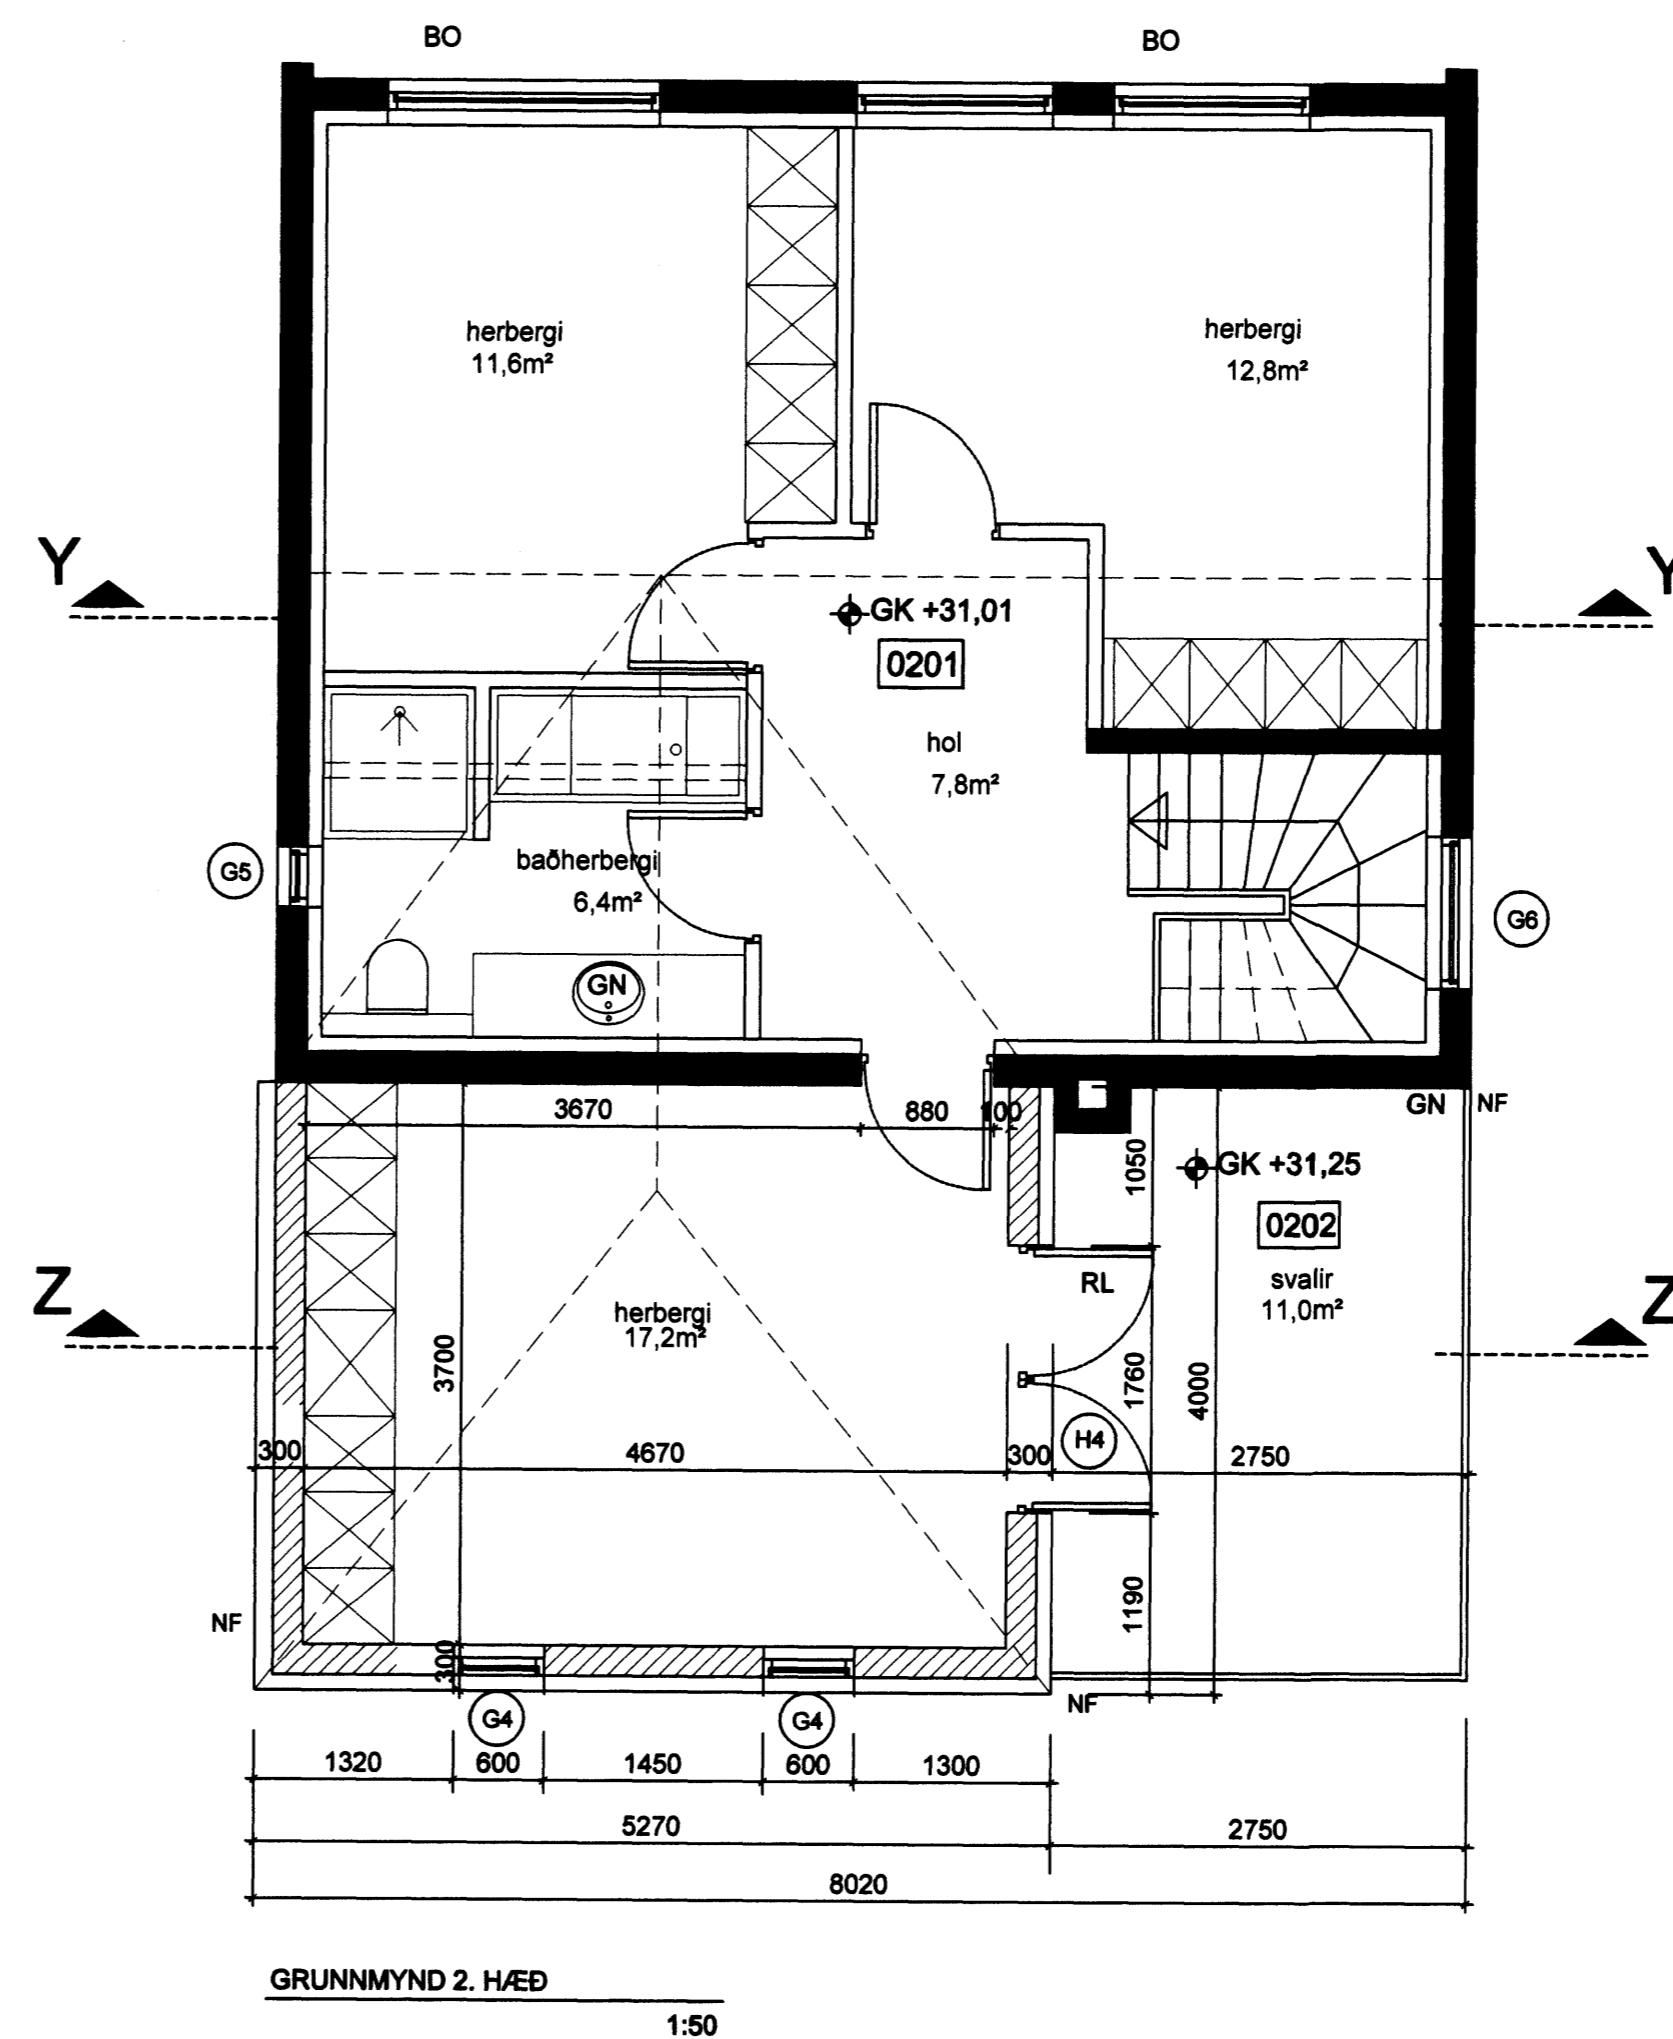 BO
BO
herbergi
11,6m²
herbergi
12,8m²
Y
Y
GK +31,01
0201
hol
7,8m²
G5
baðherbergi
6,4m²
G6
GN
3670
880
100
GN
NF
1050
GK +31,25
0202
Z
Z
RL
svalir
11,0m²
herbergi
17,2m²
3700
1760
4000
H4
300
4670
300
2750
1190
NF
300
NF
G4
G4
1320
600
1450
600
1300
5270
2750
8020
GRUNNMYND 2. HÆÐ
1:50